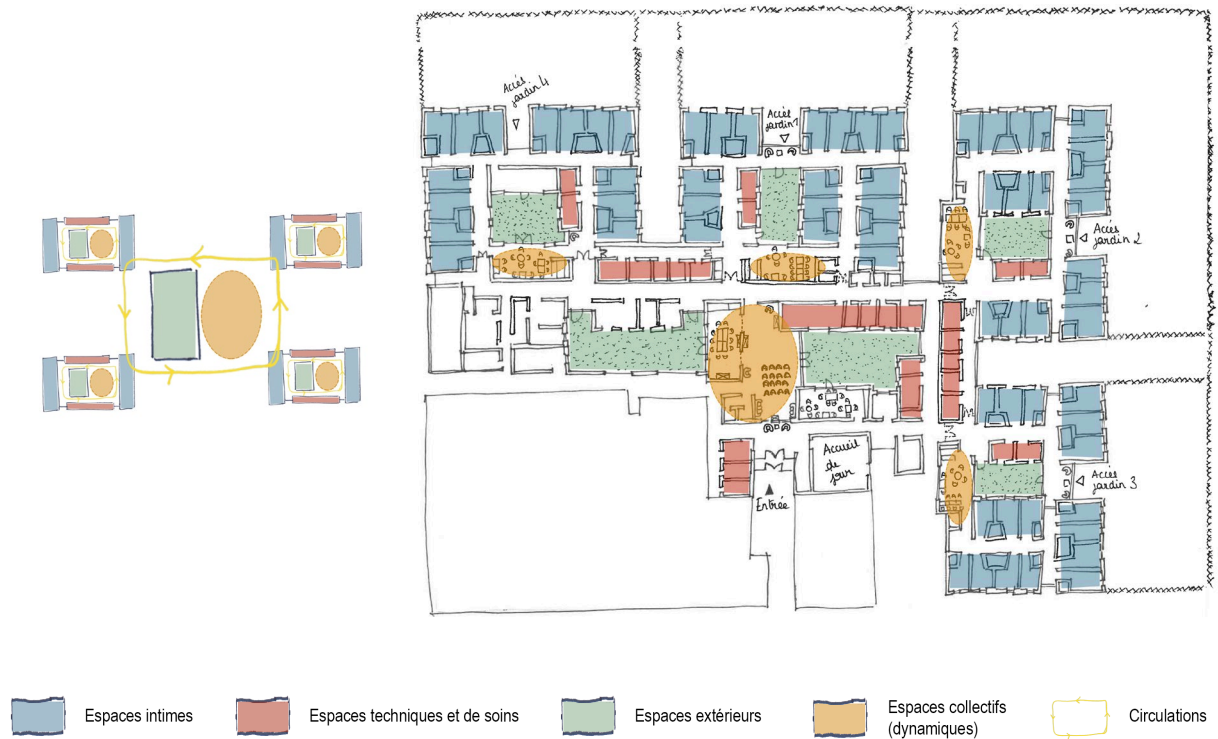 Accès
jardin 4
Accès
jardin 1
Accès
jardin 2
Accès
jardin 3
Accueil
de
jour
Entrée
Espaces intimes
Espaces techniques et de soins
Espaces extérieurs
Espaces collectifs
(dynamiques)
Circulations